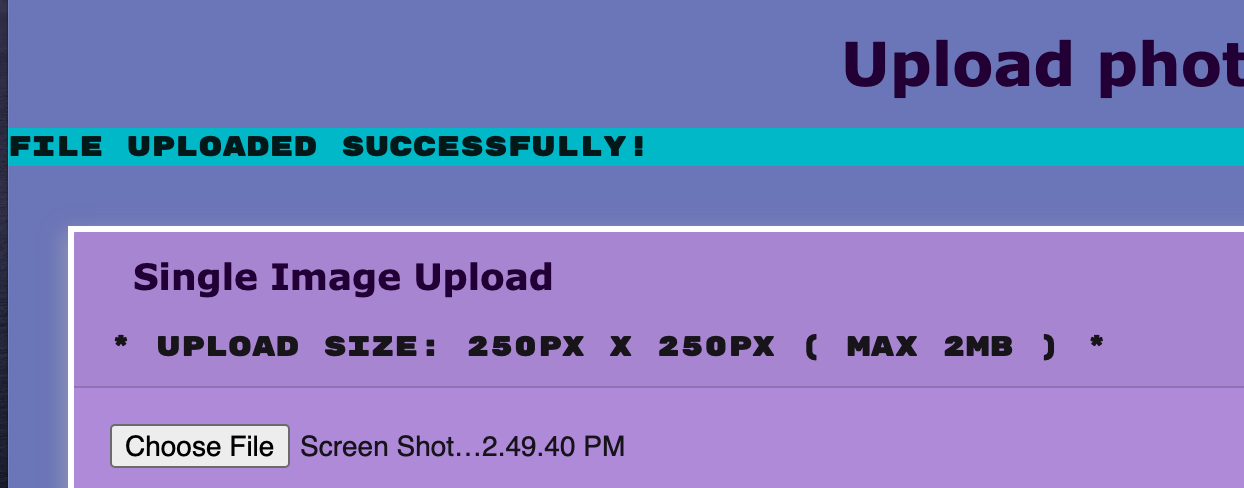 Upload phot
FILE UPLOADED SUCCESSFULLY!
Single Image Upload
* UPLOAD SIZE: 250PX X 250PX ( MAX 2MB ) *
Choose File Screen Shot…2.49.40 PM